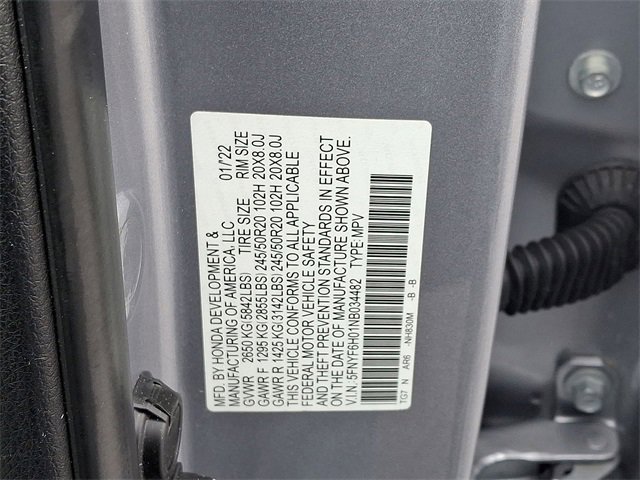 MFD. BY HONDA DEVELOPMENT &
MANUFACTURING OF AMERICA, LLC 01/'22
GVWR 2650 KG(5842LBS) TIRE SIZE RIM SIZE
GAWR F 1295 KG(2855LBS) 245/50R20 102H 20X8.0J
GAWR R 1425 KG(3142LBS) 245/50R20 102H 20X8.0J
THIS VEHICLE CONFORMS TO ALL APPLICABLE
FEDERAL MOTOR VEHICLE SAFETY
AND THEFT PREVENTION STANDARDS IN EFFECT
ON THE DATE OF MANUFACTURE SHOWN ABOVE.
V.I.N.:5FNYF6H01NB034482 TYPE:MPV
TG7 N AR6 -NH830M -B -B